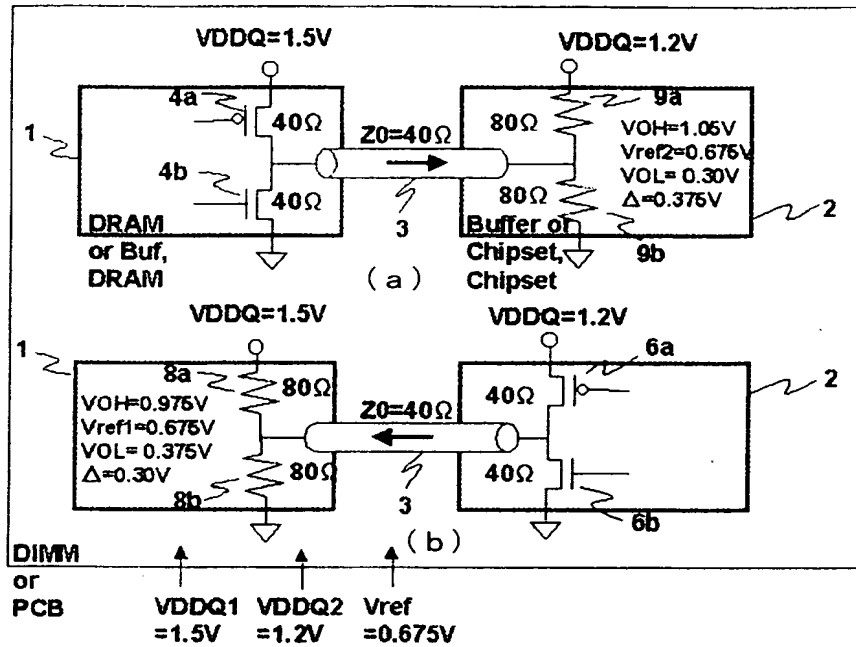 VDDQ=1.5V
VDDQ=1.2V
4a
9a
1
40Ω
Z0=40Ω
80Ω
VOH=1.05V
Vref2=0.675V
VOL= 0.30V
Δ=0.375V
4b
40Ω
80Ω
2
DRAM
or Buf,
DRAM
3
Buffer or
Chipset,
Chipset
9b
(a)
VDDQ=1.5V
VDDQ=1.2V
1
8a
6a
2
80Ω
Z0=40Ω
40Ω
VOH=0.975V
Vref1=0.675V
VOL= 0.375V
Δ=0.30V
80Ω
40Ω
8b
3
6b
(b)
DIMM
or
PCB
VDDQ1
=1.5V
VDDQ2
=1.2V
Vref
=0.675V